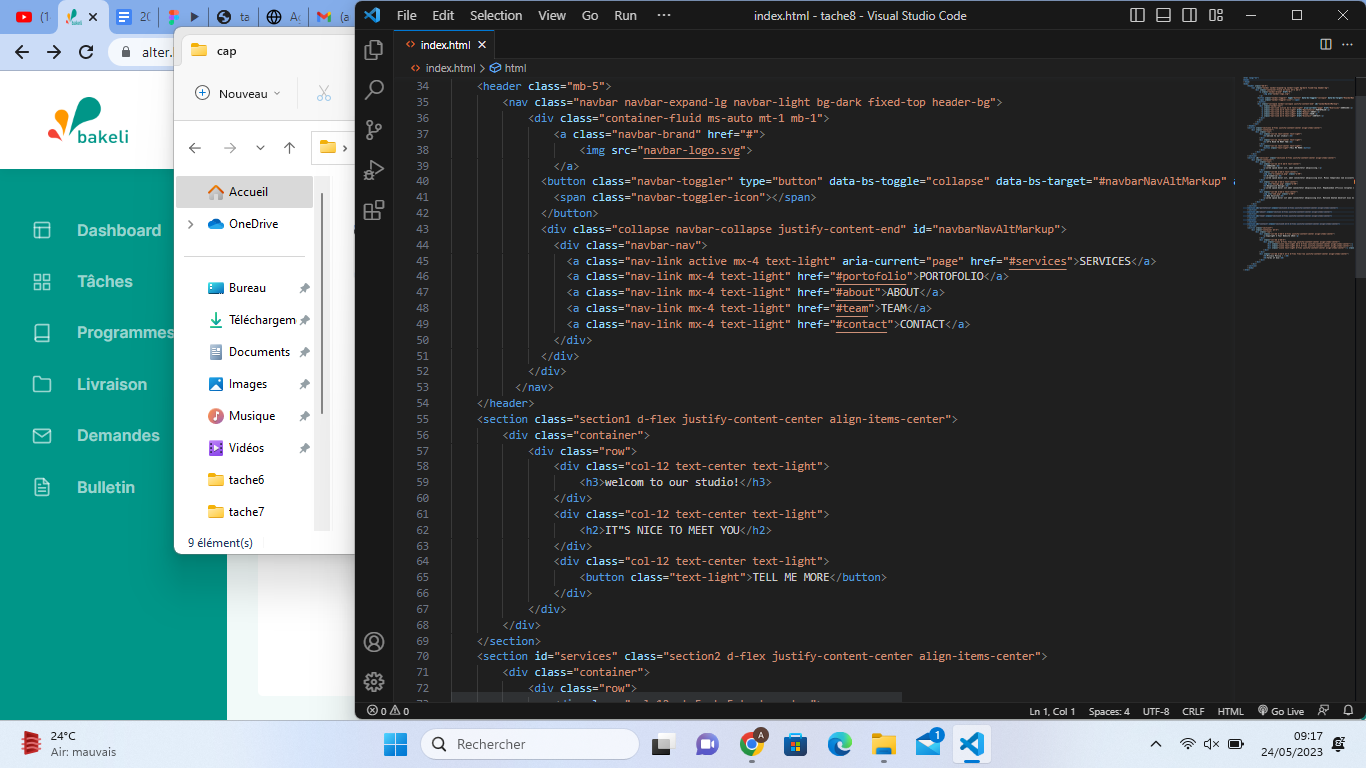 (1
20
ta
Ac
(a
alter.
bakeli
Dashboard
Tâches
Programmes
Livraison
Demandes
Bulletin
cap
Nouveau
Accueil
OneDrive
Bureau
Téléchargem
Documents
Images
Musique
Vidéos
tache6
tache7
9 élément(s)
File Edit Selection View Go Run ···
index.html - tache8 - Visual Studio Code
index.html
index.html > html
34 <header class="mb-5">
35 <nav class="navbar navbar-expand-lg navbar-light bg-dark fixed-top header-bg">
36 <div class="container-fluid ms-auto mt-1 mb-1">
37 <a class="navbar-brand" href="#">
38 <img src="navbar-logo.svg">
39 </a>
40 <button class="navbar-toggler" type="button" data-bs-toggle="collapse" data-bs-target="#navbarNavAltMarkup"
41 <span class="navbar-toggler-icon"></span>
42 </button>
43 <div class="collapse navbar-collapse justify-content-end" id="navbarNavAltMarkup">
44 <div class="navbar-nav">
45 <a class="nav-link active mx-4 text-light" aria-current="page" href="#services">SERVICES</a>
46 <a class="nav-link mx-4 text-light" href="#portofolio">PORTOFOLIO</a>
47 <a class="nav-link mx-4 text-light" href="#about">ABOUT</a>
48 <a class="nav-link mx-4 text-light" href="#team">TEAM</a>
49 <a class="nav-link mx-4 text-light" href="#contact">CONTACT</a>
50 </div>
51 </div>
52 </div>
53 </nav>
54 </header>
55 <section class="section1 d-flex justify-content-center align-items-center">
56 <div class="container">
57 <div class="row">
58 <div class="col-12 text-center text-light">
59 <h3>welcom to our studio!</h3>
60 </div>
61 <div class="col-12 text-center text-light">
62 <h2>IT"S NICE TO MEET YOU</h2>
63 </div>
64 <div class="col-12 text-center text-light">
65 <button class="text-light">TELL ME MORE</button>
66 </div>
67 </div>
68 </div>
69 </section>
70 <section id="services" class="section2 d-flex justify-content-center align-items-center">
71 <div class="container">
72 <div class="row">
0 0
Ln 1, Col 1 Spaces: 4 UTF-8 CRLF HTML Go Live
24°C
Air: mauvais
Rechercher
A
1
09:17
24/05/2023